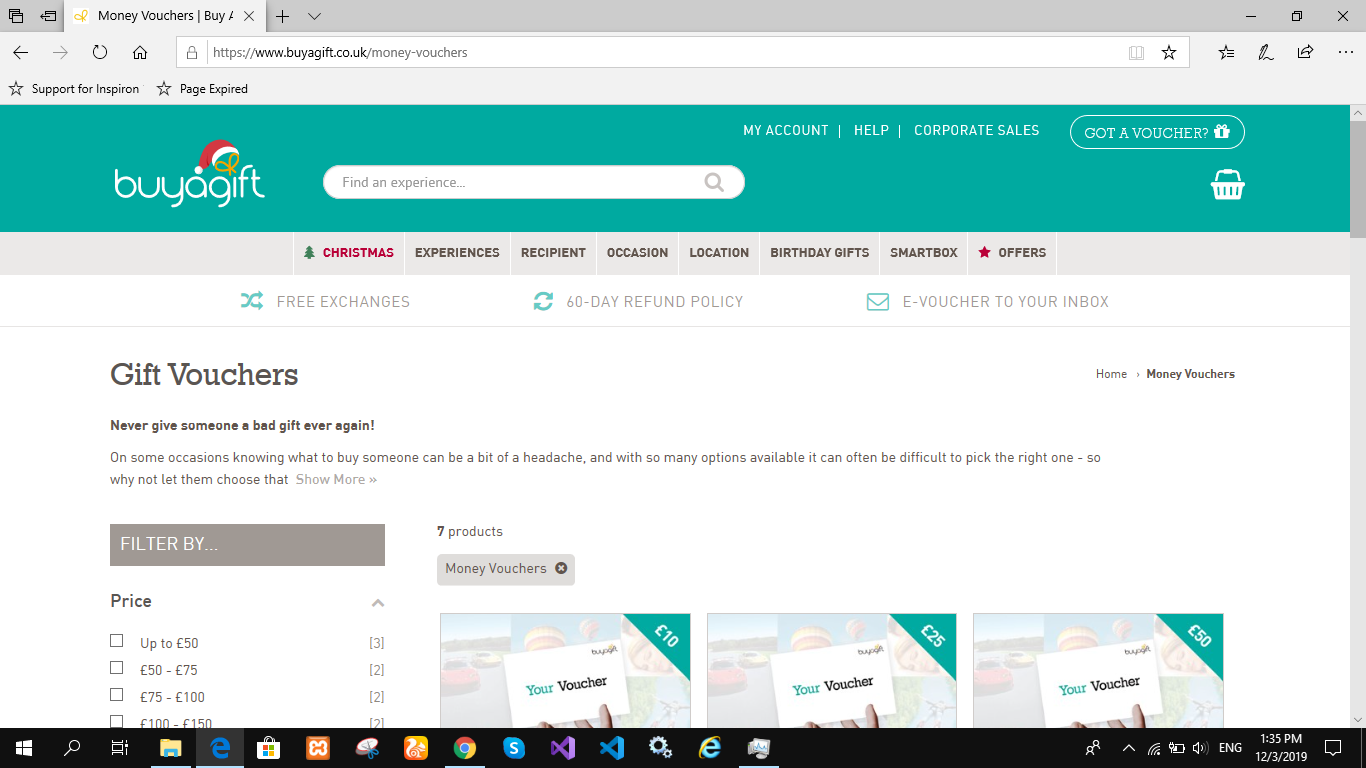 Money Vouchers | Buy A
https://www.buyagift.co.uk/money-vouchers
Support for Inspiron
Page Expired
MY ACCOUNT | HELP | CORPORATE SALES
GOT A VOUCHER?
buyagift
Find an experience...
CHRISTMAS EXPERIENCES RECIPIENT OCCASION LOCATION BIRTHDAY GIFTS SMARTBOX OFFERS
FREE EXCHANGES
60-DAY REFUND POLICY
E-VOUCHER TO YOUR INBOX
Gift Vouchers
Home › Money Vouchers
Never give someone a bad gift ever again!
On some occasions knowing what to buy someone can be a bit of a headache, and with so many options available it can often be difficult to pick the right one - so
why not let them choose that Show More »
FILTER BY...
Price
Up to £50 [3]
£50 - £75 [2]
£75 - £100 [2]
£100 - £150 [2]
7 products
Money Vouchers
£10
buyagift
Your Voucher
£25
buyagift
Your Voucher
£50
buyagift
Your Voucher
ENG
1:35 PM
12/3/2019